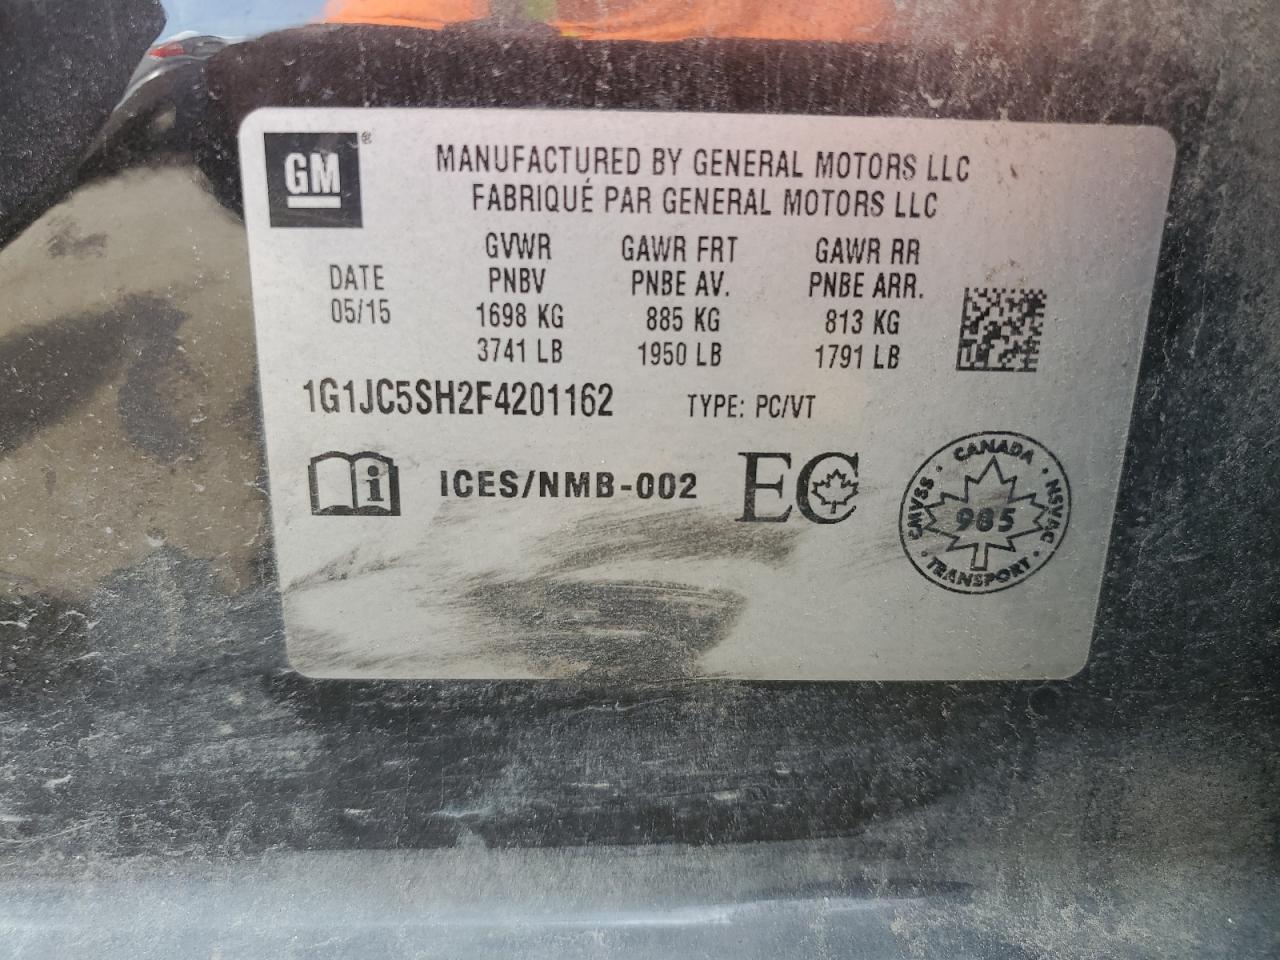 GM ®
MANUFACTURED BY GENERAL MOTORS LLC
FABRIQUÉ PAR GENERAL MOTORS LLC
GVWR GAWR FRT GAWR RR
DATE PNBV PNBE AV. PNBE ARR.
05/15 1698 KG 885 KG 813 KG
3741 LB 1950 LB 1791 LB
1G1JC5SH2F4201162 TYPE: PC/VT
i ICES/NMB-002 EC
CANADA
CMVSS · NSVAC
985
TRANSPORT